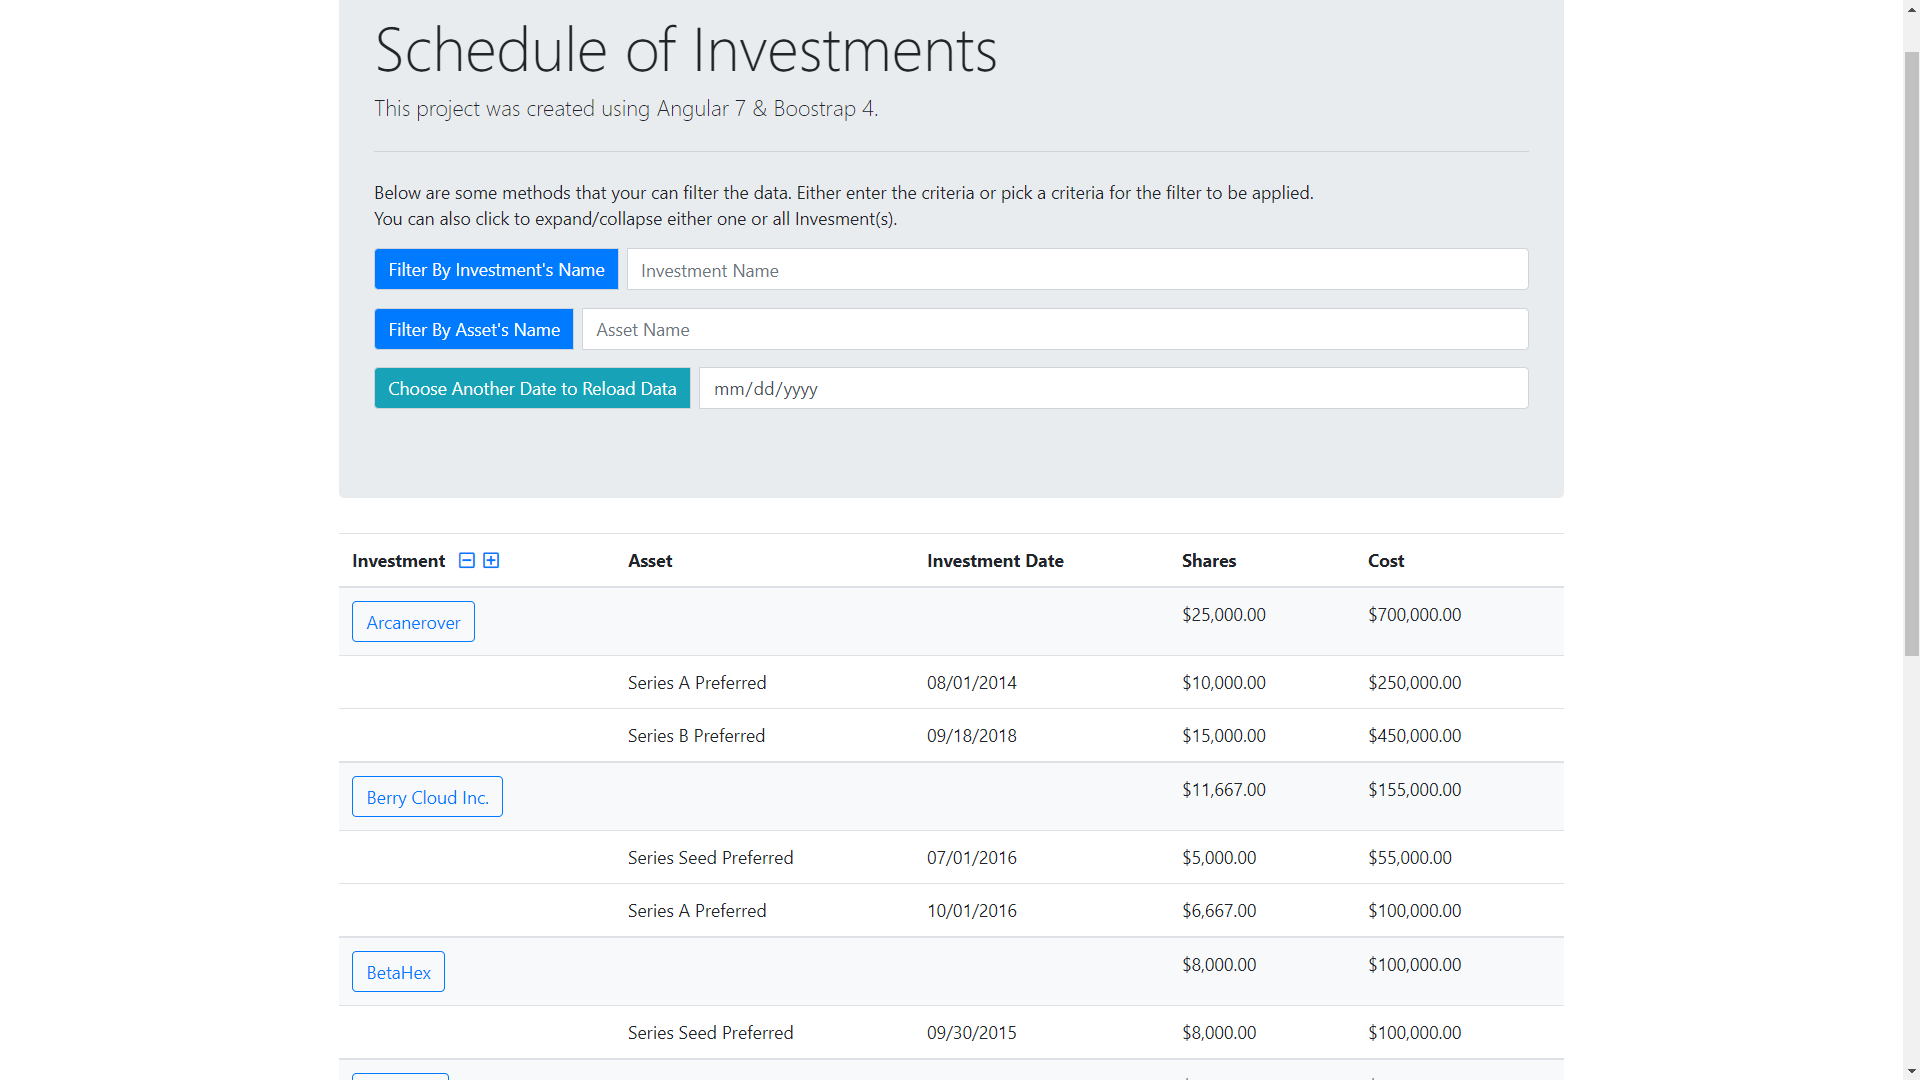 Schedule of Investments
This project was created using Angular 7 & Boostrap 4.
Below are some methods that your can filter the data. Either enter the criteria or pick a criteria for the filter to be applied.
You can also click to expand/collapse either one or all Invesment(s).
Filter By Investment's Name Investment Name
Filter By Asset's Name Asset Name
Choose Another Date to Reload Data mm/dd/yyyy
Investment Asset Investment Date Shares Cost
Arcanerover $25,000.00 $700,000.00
Series A Preferred 08/01/2014 $10,000.00 $250,000.00
Series B Preferred 09/18/2018 $15,000.00 $450,000.00
Berry Cloud Inc. $11,667.00 $155,000.00
Series Seed Preferred 07/01/2016 $5,000.00 $55,000.00
Series A Preferred 10/01/2016 $6,667.00 $100,000.00
BetaHex $8,000.00 $100,000.00
Series Seed Preferred 09/30/2015 $8,000.00 $100,000.00